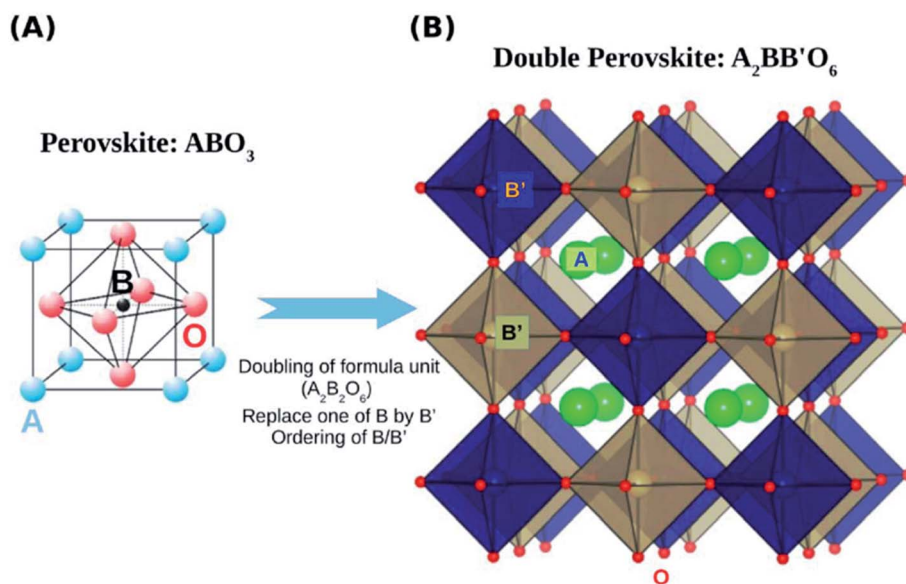 (A)
(B)
Double Perovskite: A₂BB'O₆
Perovskite: ABO₃
B'
B
A
O
B'
Doubling of formula unit
(A₂B₂O₆)
Replace one of B by B'
Ordering of B/B'
A
O